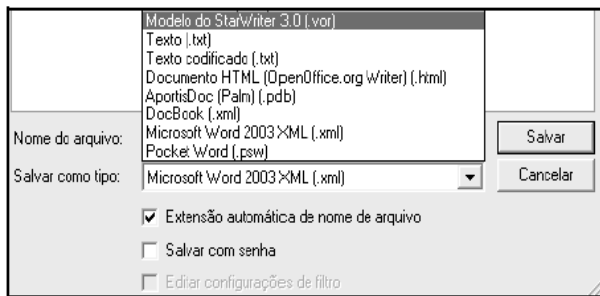 Modelo do StarWriter 3.0 (.vor)
Texto (.txt)
Texto codificado (.txt)
Documento HTML (OpenOffice.org Writer) (.html)
AportisDoc (Palm) (.pdb)
DocBook (.xml)
Microsoft Word 2003 XML (.xml)
Pocket Word (.psw)
Nome do arquivo:
Salvar
Salvar como tipo:
Microsoft Word 2003 XML (.xml)
Cancelar
Extensão automática de nome de arquivo
Salvar com senha
Editar configurações de filtro